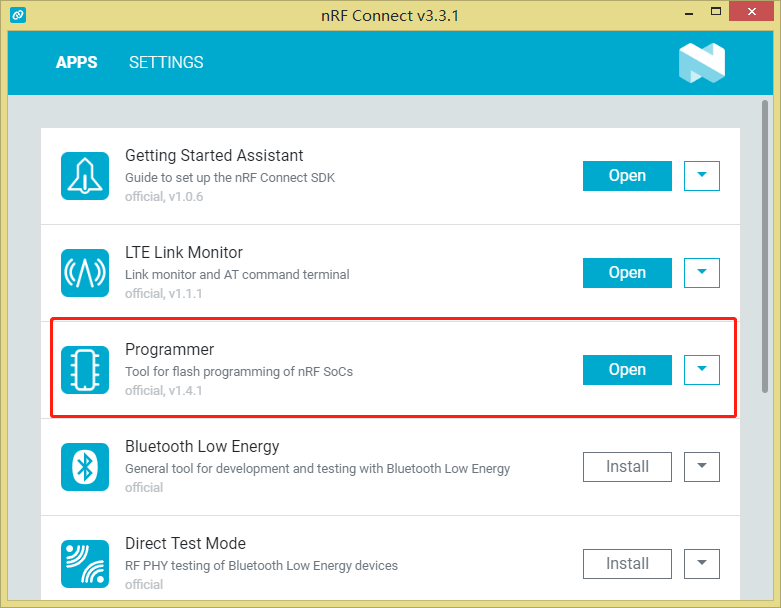 nRF Connect v3.3.1
APPS SETTINGS
Getting Started Assistant
Guide to set up the nRF Connect SDK
official, v1.0.6
Open
LTE Link Monitor
Link monitor and AT command terminal
official, v1.1.1
Open
Programmer
Tool for flash programming of nRF SoCs
official, v1.4.1
Open
Bluetooth Low Energy
General tool for development and testing with Bluetooth Low Energy
official
Install
Direct Test Mode
RF PHY testing of Bluetooth Low Energy devices
official
Install